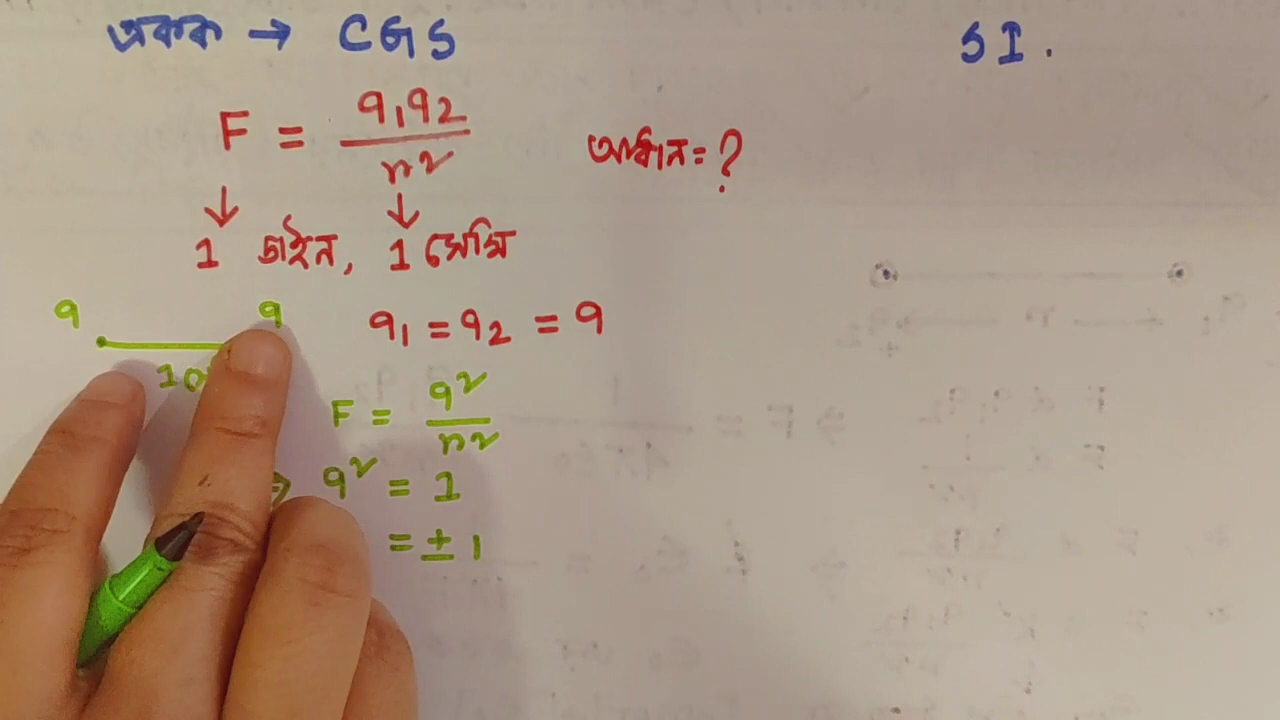 একক → CGS
SI.
F = q₁q₂ / r²
আধান = ?
↓ ↓
1 ডাইন, 1 সেমি
q q
q₁ = q₂ = q
F = q² / r²
q² = 1
= ± 1